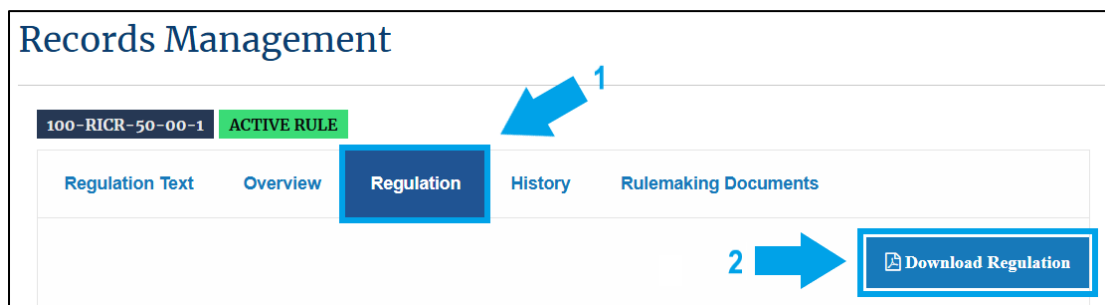 Records Management
1
100-RICR-50-00-1 ACTIVE RULE
Regulation Text Overview Regulation History Rulemaking Documents
2 Download Regulation